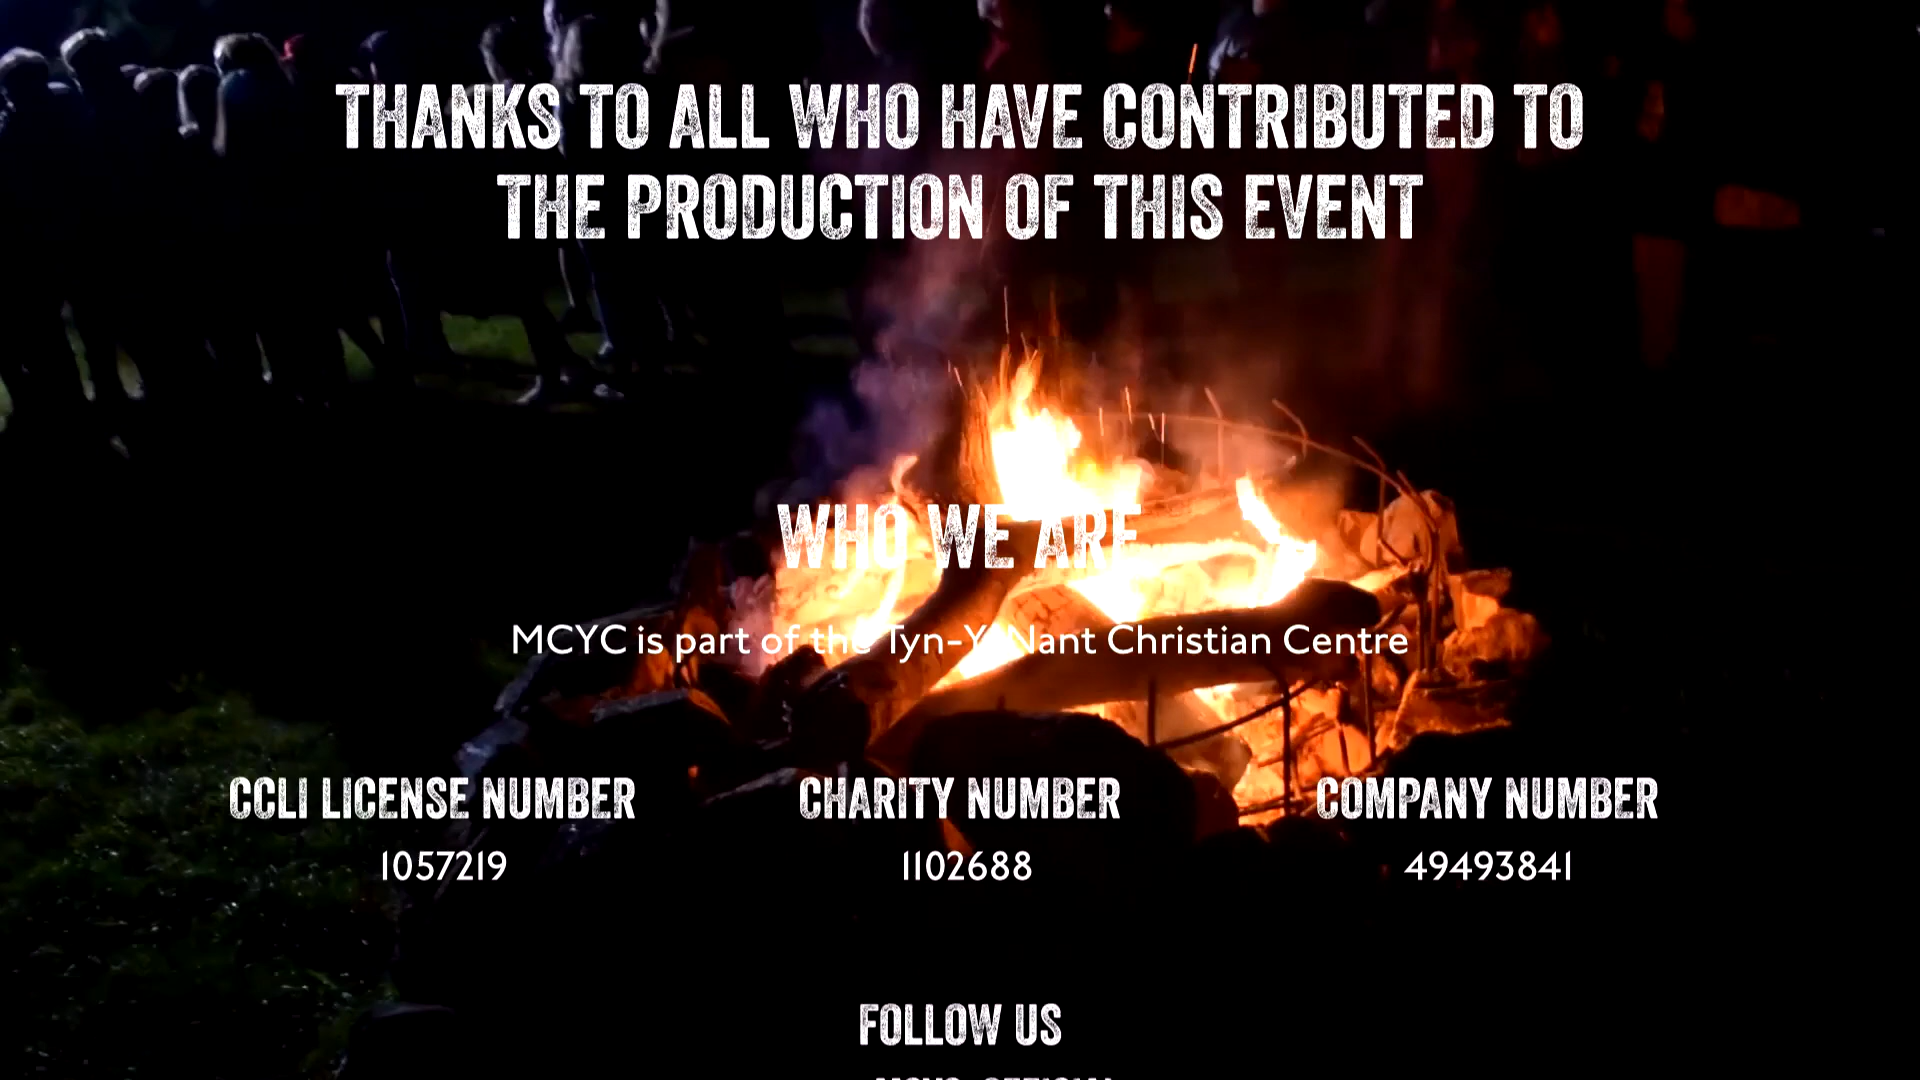 THANKS TO ALL WHO HAVE CONTRIBUTED TO
THE PRODUCTION OF THIS EVENT
WHO WE ARE
MCYC is part of the Tyn-Y-Nant Christian Centre
CCLI LICENSE NUMBER
CHARITY NUMBER
COMPANY NUMBER
1057219
1102688
49493841
FOLLOW US